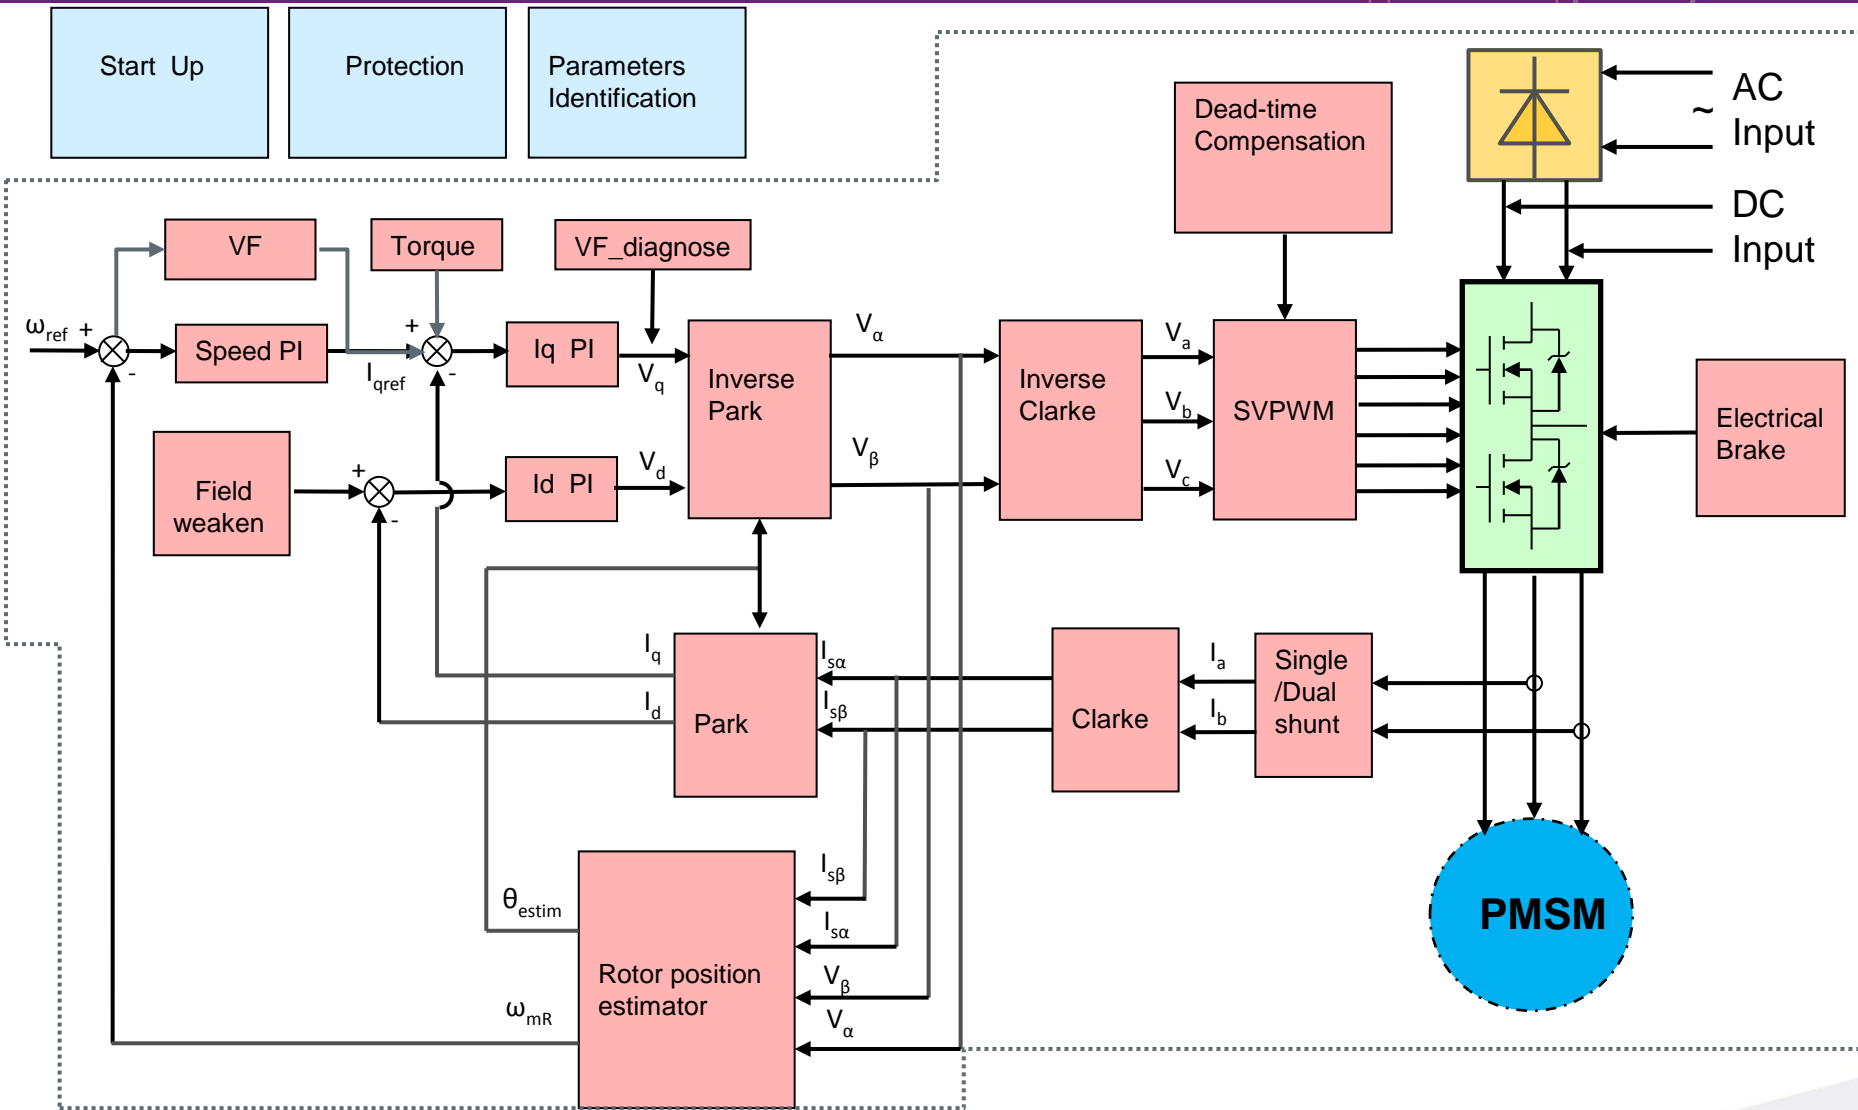 Start Up
Protection
Parameters
Identification
Dead-time
Compensation
AC
~
Input
DC
Input
VF
Torque
VF_diagnose
ωref
+
-
Speed PI
Iqref
+
-
Iq PI
Vq
Inverse
Park
Vα
Vβ
Inverse
Clarke
Va
Vb
Vc
SVPWM
Electrical
Brake
Field
weaken
+
-
Id PI
Vd
Iq
Id
Park
Isα
Isβ
Clarke
Ia
Ib
Single
/Dual
shunt
θestim
ωmR
Rotor position
estimator
Isβ
Isα
Vβ
Vα
PMSM